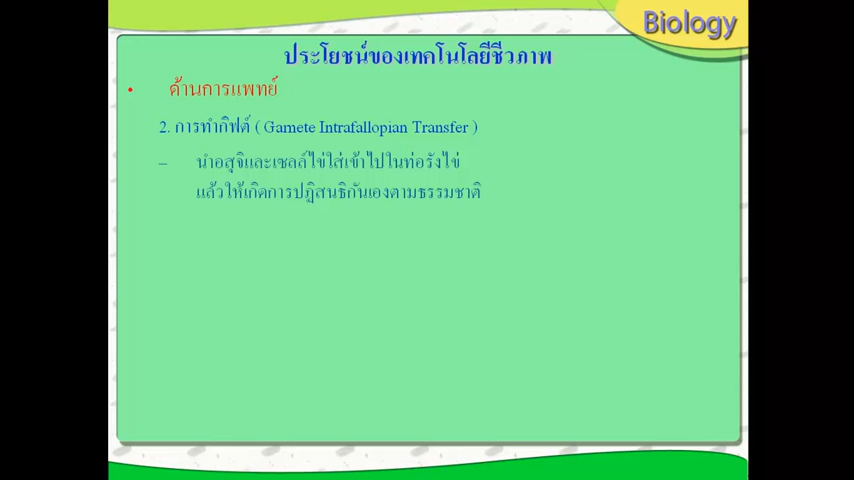 Biology
ประโยชน์ของเทคโนโลยีชีวภาพ
• ด้านการแพทย์
2. การทำกิฟต์ ( Gamete Intrafallopian Transfer )
– นำอสุจิและเซลล์ไข่ใส่เข้าไปในท่อรังไข่
แล้วให้เกิดการปฏิสนธิกันเองตามธรรมชาติ